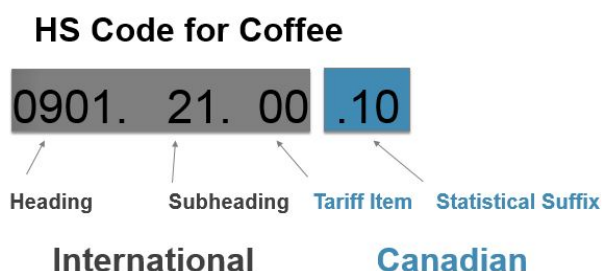 HS Code for Coffee
0901. 21. 00 .10
Heading Subheading Tariff Item Statistical Suffix
International Canadian